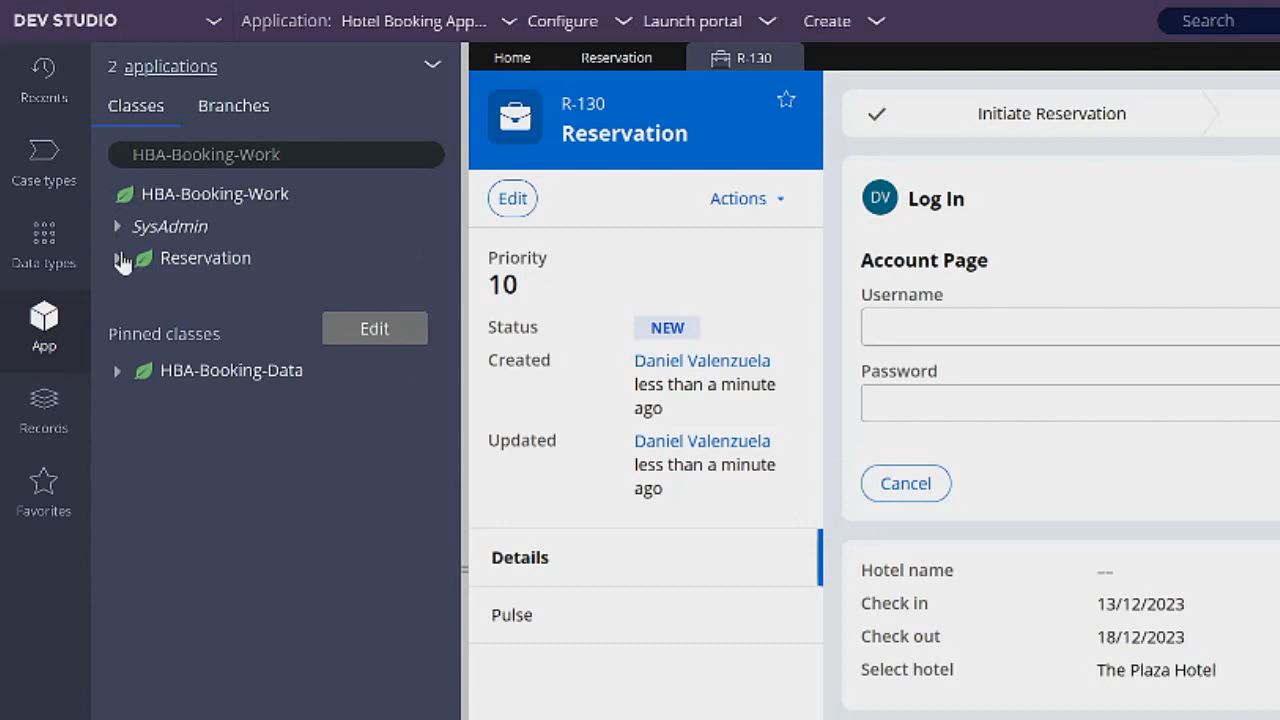 DEV STUDIO
Application: Hotel Booking App...
Configure
Launch portal
Create
Search
Recents
Case types
Data types
App
Records
Favorites
2 applications
Classes
Branches
HBA-Booking-Work
HBA-Booking-Work
SysAdmin
Reservation
Pinned classes
Edit
HBA-Booking-Data
Home
Reservation
R-130
R-130
Reservation
Edit
Actions
Priority
10
Status
NEW
Created
Daniel Valenzuela
less than a minute
ago
Updated
Daniel Valenzuela
less than a minute
ago
Details
Pulse
Initiate Reservation
DV
Log In
Account Page
Username
Password
Cancel
Hotel name
---
Check in
13/12/2023
Check out
18/12/2023
Select hotel
The Plaza Hotel